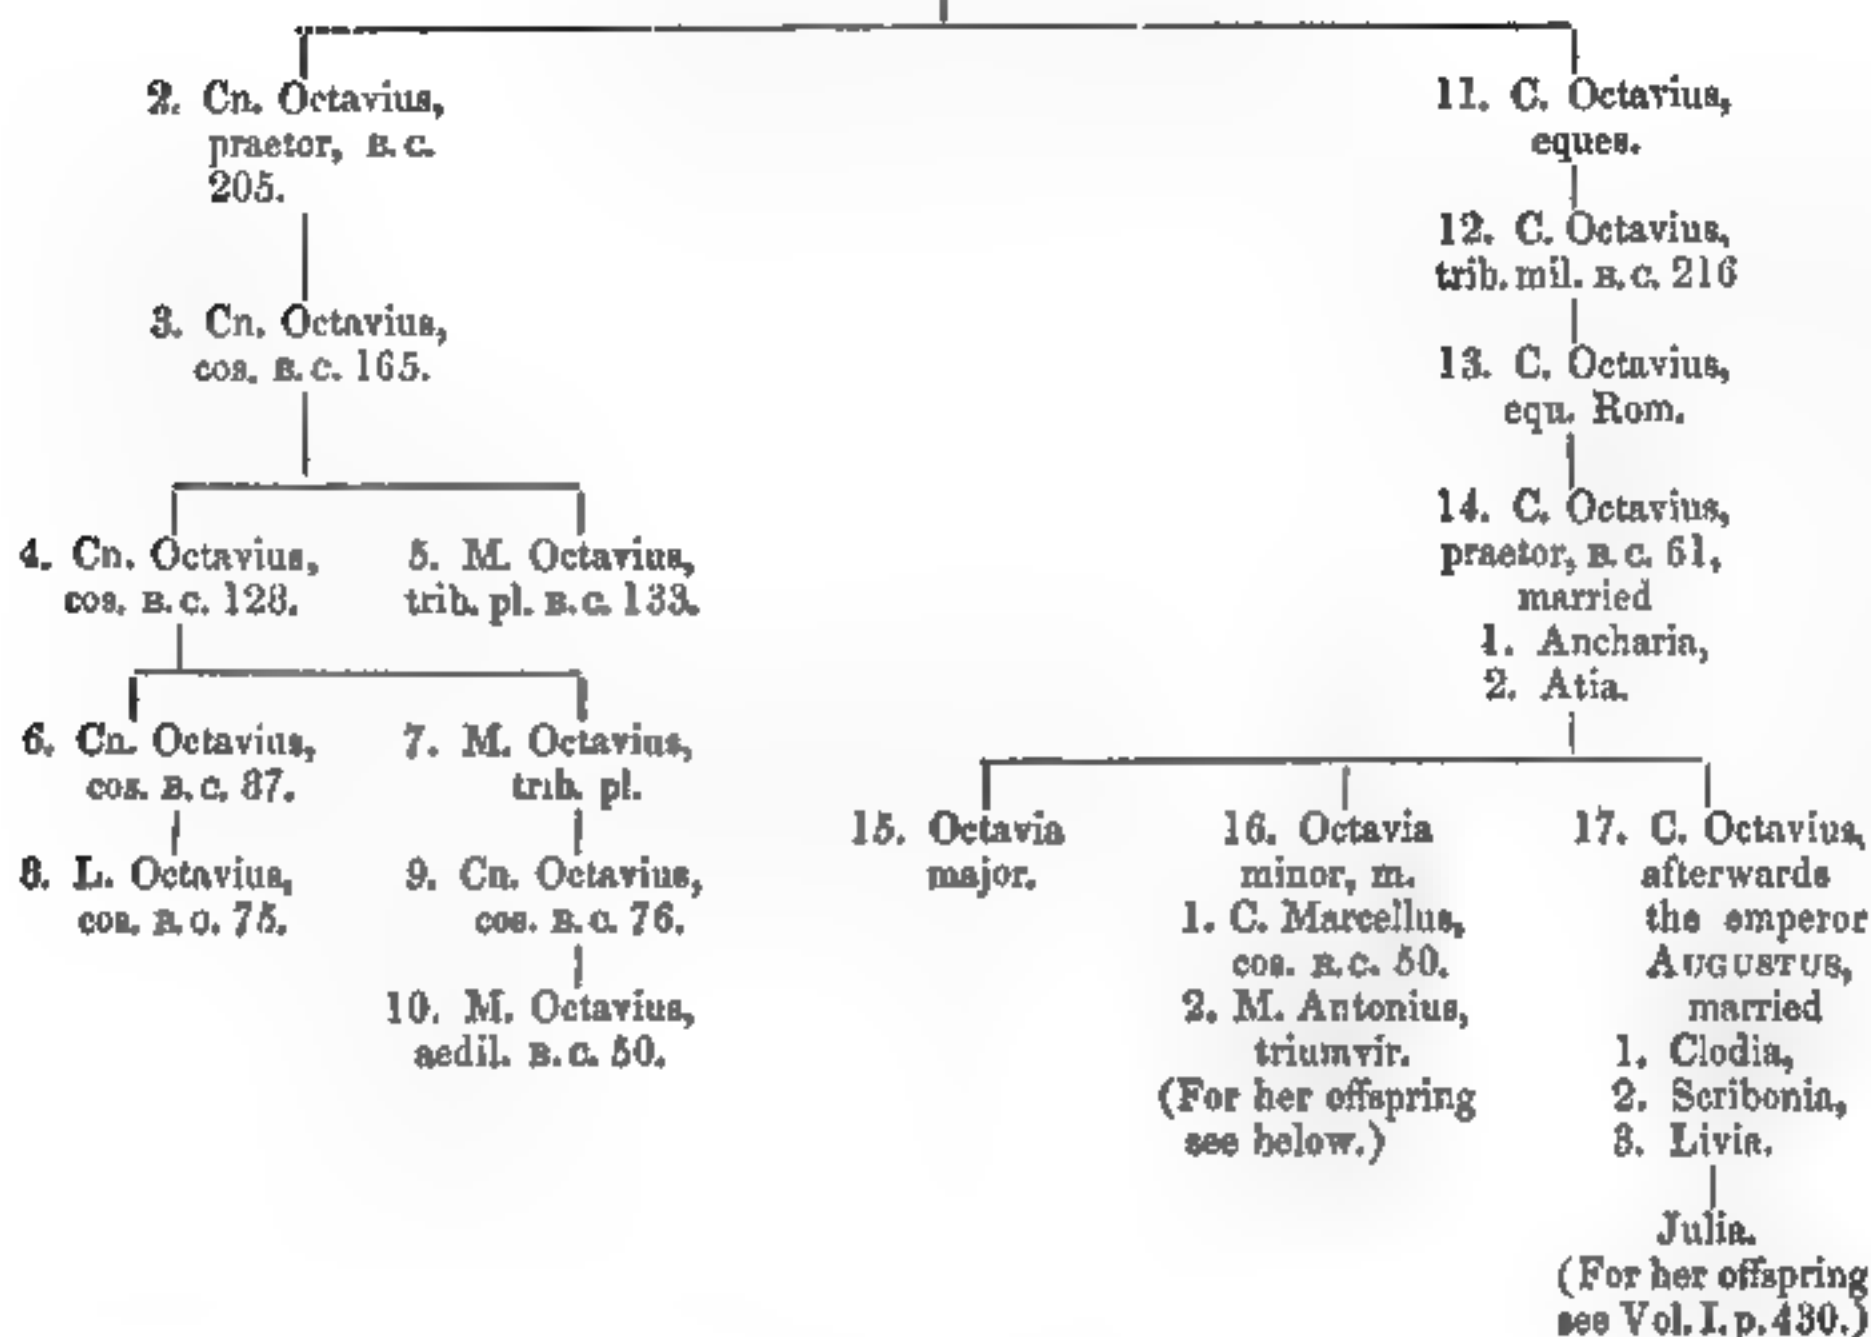 2. Cn. Octavius,
praetor, B.C.
205.
3. Cn. Octavius,
cos. B.C. 165.
4. Cn. Octavius,
cos. B.C. 128.
5. M. Octavius,
trib. pl. B.C. 133.
6. Cn. Octavius,
cos. B.C. 87.
7. M. Octavius,
trib. pl.
8. L. Octavius,
cos. B.C. 75.
9. Cn. Octavius,
cos. B.C. 76.
10. M. Octavius,
aedil. B.C. 50.
11. C. Octavius,
eques.
12. C. Octavius,
trib. mil. B.C. 216
13. C. Octavius,
equ. Rom.
14. C. Octavius,
praetor, B.C. 61,
married
1. Ancharia,
2. Atia.
15. Octavia
major.
16. Octavia
minor, m.
1. C. Marcellus,
cos. B.C. 50.
2. M. Antonius,
triumvir.
(For her offspring
see below.)
17. C. Octavius,
afterwards
the emperor
AUGUSTUS,
married
1. Clodia,
2. Scribonia,
3. Livia.
Julia.
(For her offspring
see Vol. I. p. 430.)